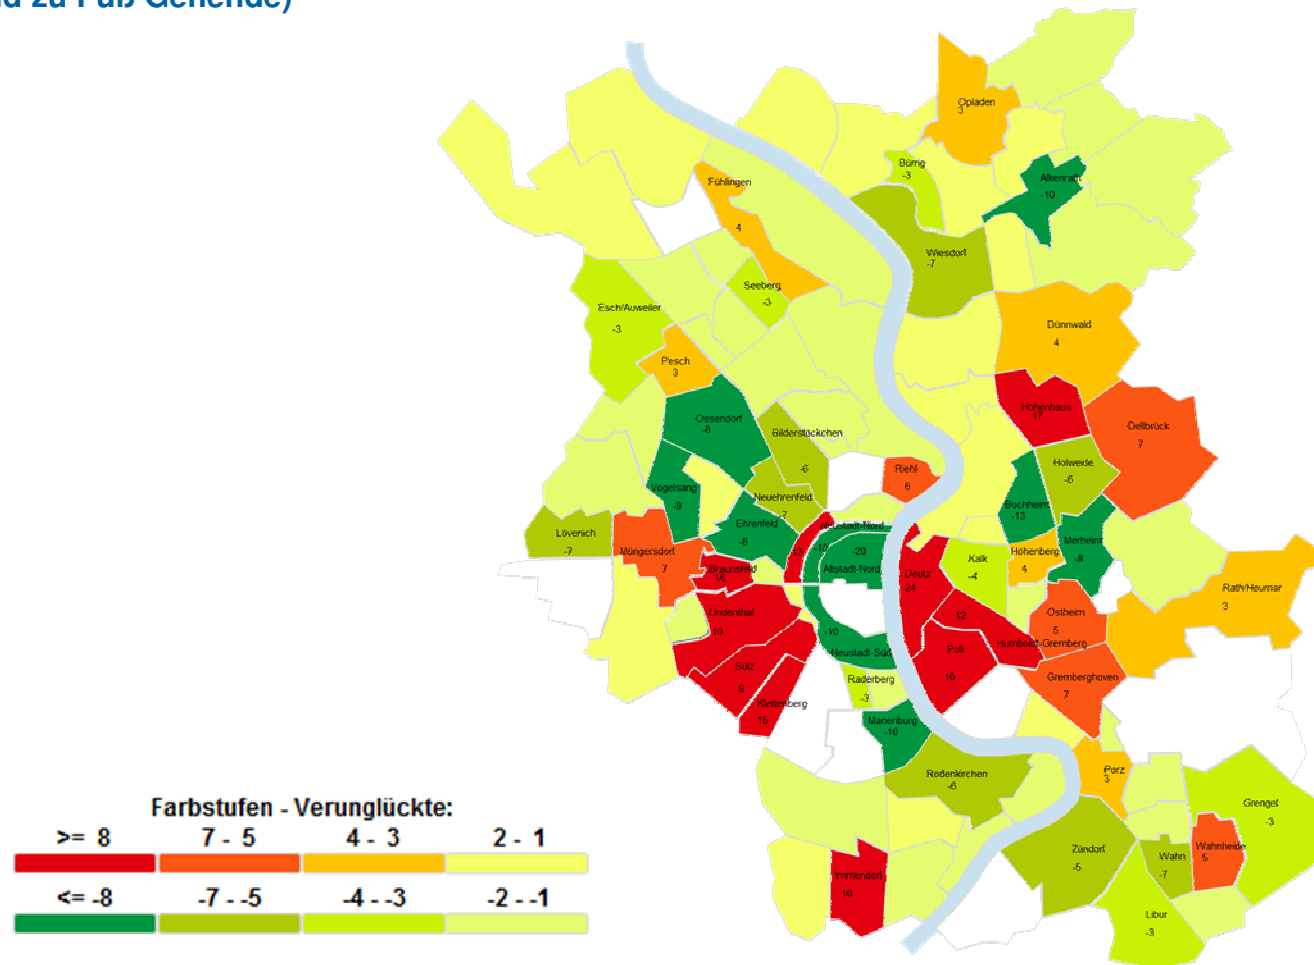 d zu Fuß Gehende)
Opladen
3
Bürrig
-3
Alkenrath
-10
Fühlingen
4
Wiesdorf
-7
Seeberg
-3
Esch/Auweiler
-3
Dünnwald
4
Pesch
3
Höhenhaus
17
Ossendorf
-8
Dellbrück
7
Bilderstöckchen
-6
Holweide
-6
Riehl
6
Vogelsang
-9
Neuehrenfeld
-7
Buchheim
-13
Ehrenfeld
-8
Neustadt-Nord
-10
Lövenich
-7
Müngersdorf
7
13
-20
Altstadt-Nord
Merheim
-8
Höhenberg
4
Kalk
-4
Braunsfeld
16
Deutz
24
Rath/Heumar
3
Lindenthal
10
12
Ostheim
5
-10
Neustadt-Süd
Humboldt-Gremberg
Poll
10
Sülz
9
Raderberg
-3
Gremberghoven
7
Klettenberg
15
Marienburg
-10
Rodenkirchen
-6
Porz
3
Grengel
-3
Zündorf
-5
Wahn
-7
Wahnheide
5
Immendorf
10
Libur
-3
Farbstufen - Verunglückte:
>= 8 7 - 5 4 - 3 2 - 1
<= -8 -7 - -5 -4 - -3 -2 - -1